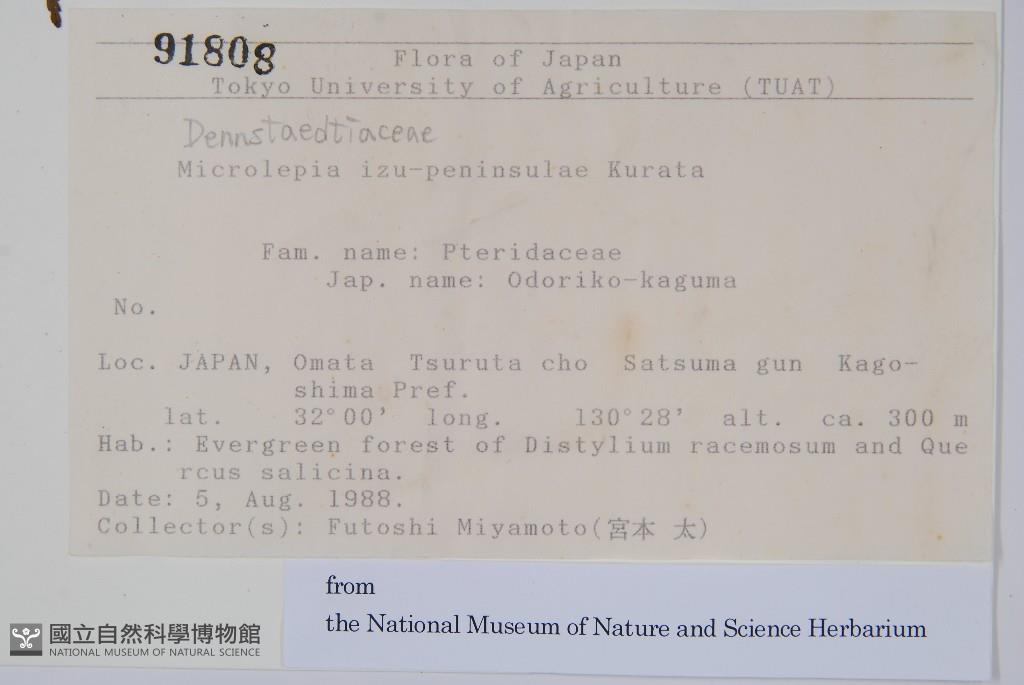 91808
Flora of Japan
Tokyo University of Agriculture (TUAT)
Dennstaedtiaceae
Microlepia izu-peninsulae Kurata
Fam. name: Pteridaceae
Jap. name: Odoriko-kaguma
No.
Loc. JAPAN, Omata Tsuruta cho Satsuma gun Kago-
shima Pref.
lat. 32°00' long. 130°28' alt. ca. 300 m
Hab.: Evergreen forest of Distylium racemosum and Que
rcus salicina.
Date: 5, Aug. 1988.
Collector(s): Futoshi Miyamoto(宮本 太)
from
the National Museum of Nature and Science Herbarium
國立自然科學博物館
NATIONAL MUSEUM OF NATURAL SCIENCE